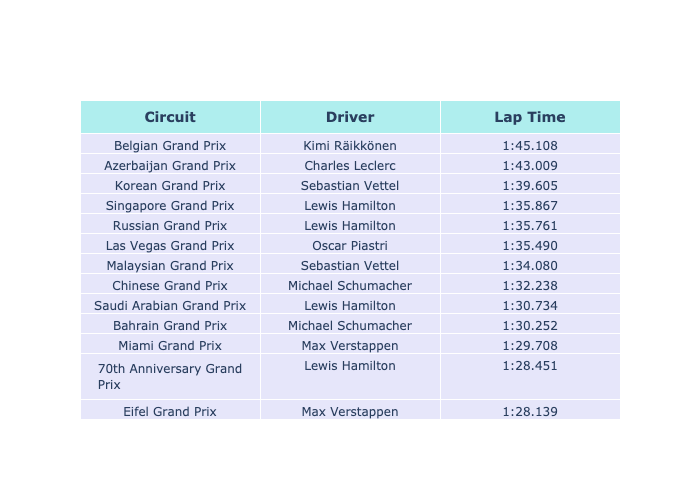 Circuit Driver Lap Time
Belgian Grand Prix Kimi Räikkönen 1:45.108
Azerbaijan Grand Prix Charles Leclerc 1:43.009
Korean Grand Prix Sebastian Vettel 1:39.605
Singapore Grand Prix Lewis Hamilton 1:35.867
Russian Grand Prix Lewis Hamilton 1:35.761
Las Vegas Grand Prix Oscar Piastri 1:35.490
Malaysian Grand Prix Sebastian Vettel 1:34.080
Chinese Grand Prix Michael Schumacher 1:32.238
Saudi Arabian Grand Prix Lewis Hamilton 1:30.734
Bahrain Grand Prix Michael Schumacher 1:30.252
Miami Grand Prix Max Verstappen 1:29.708
70th Anniversary Grand Lewis Hamilton 1:28.451
Prix
Eifel Grand Prix Max Verstappen 1:28.139